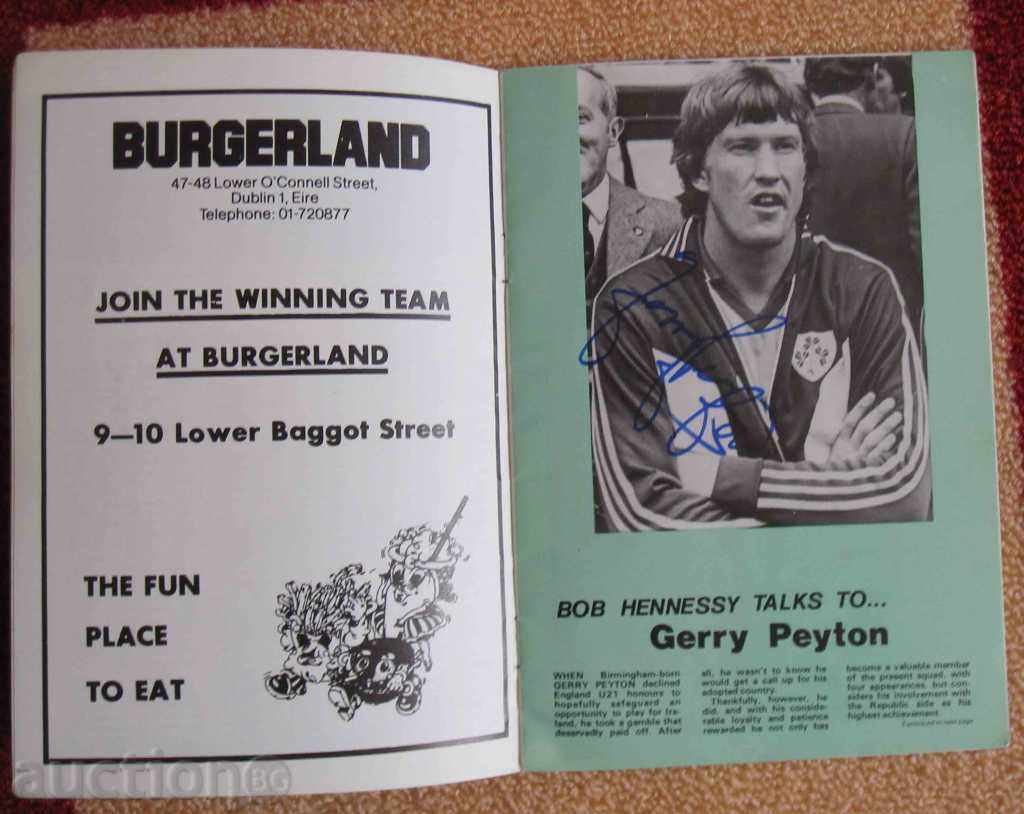 BURGERLAND
47-48 Lower O'Connell Street,
Dublin 1, Eire
Telephone: 01-720877
JOIN THE WINNING TEAM
AT BURGERLAND
9—10 Lower Baggot Street
THE FUN
PLACE
TO EAT
BOB HENNESSY TALKS TO...
Gerry Peyton
WHEN Birmingham-born
GERRY PEYTON declined
England U21 honours to
hopefully safeguard an
opportunity to play for Ire-
land, he took a gamble that
deservedly paid off. After
all, he wasn't to know he
would get a call up for his
adopted country.
Thankfully, however, he
did, and with his conside-
rable loyalty and patience
rewarded he not only has
become a valuable member
of the present squad, with
four appearances, but con-
siders his involvement with
the Republic side as his
highest achievement.
Continued on next page
auctionBG